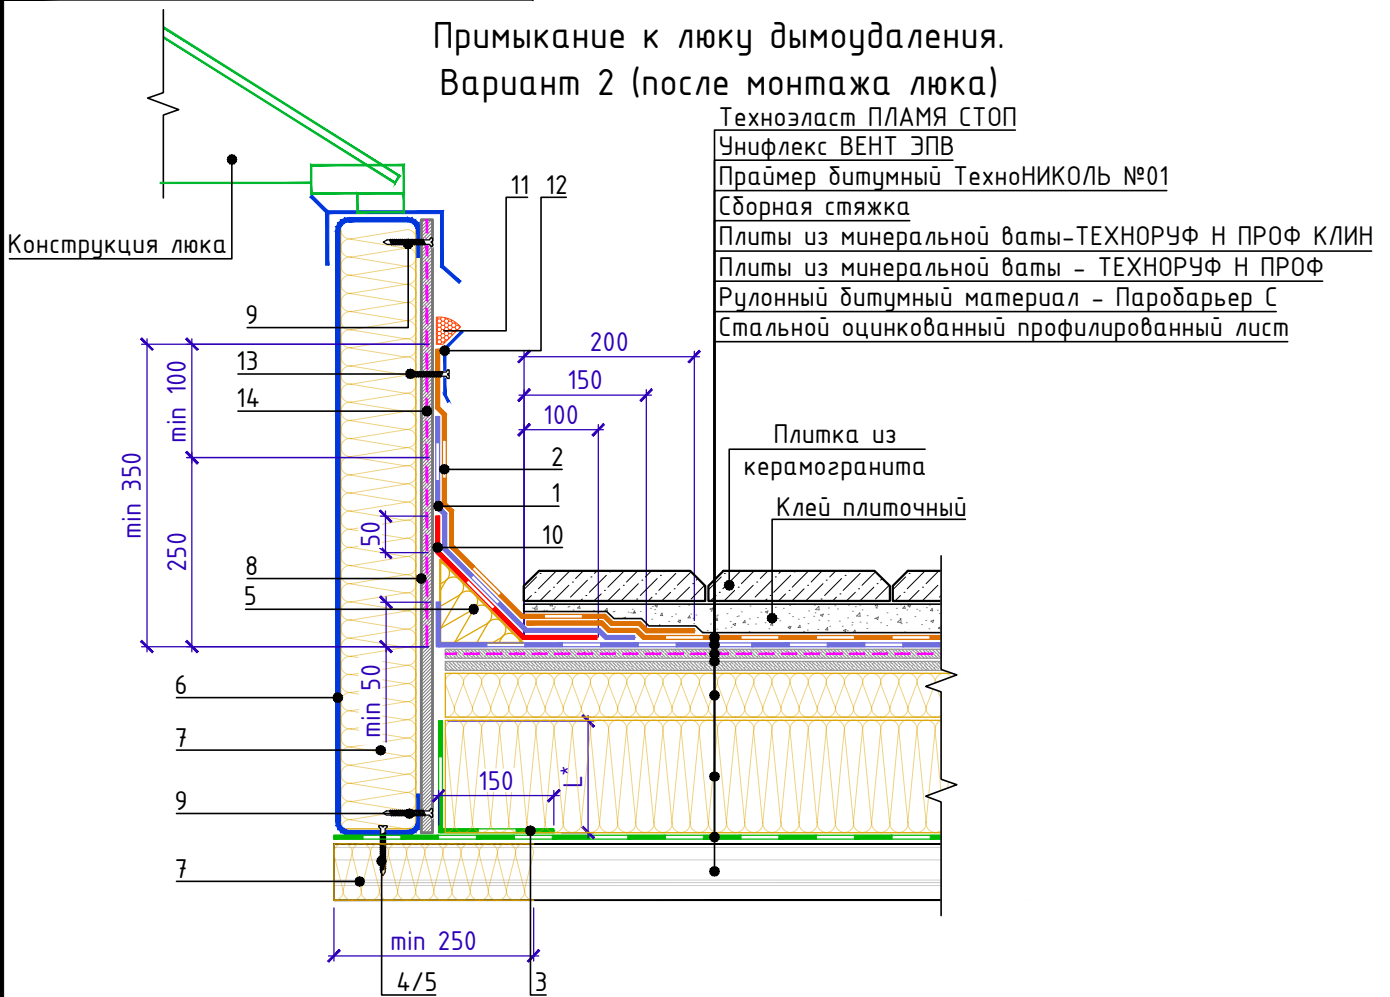 Примыкание к люку дымоудаления.
Вариант 2 (после монтажа люка)
Техноэласт ПЛАМЯ СТОП
Унифлекс ВЕНТ ЭПВ
Праймер битумный ТехноНИКОЛЬ №01
Сборная стяжка
Плиты из минеральной ваты-ТЕХНОРУФ Н ПРОФ КЛИН
Плиты из минеральной ваты - ТЕХНОРУФ Н ПРОФ
Рулонный битумный материал - Паробарьер С
Стальной оцинкованный профилированный лист
Конструкция люка
11
12
9
13
14
200
150
100
min 100
min 350
250
50
2
1
10
8
5
Плитка из
керамогранита
Клей плиточный
6
7
min 50
150
L*
9
7
min 250
4/5
3